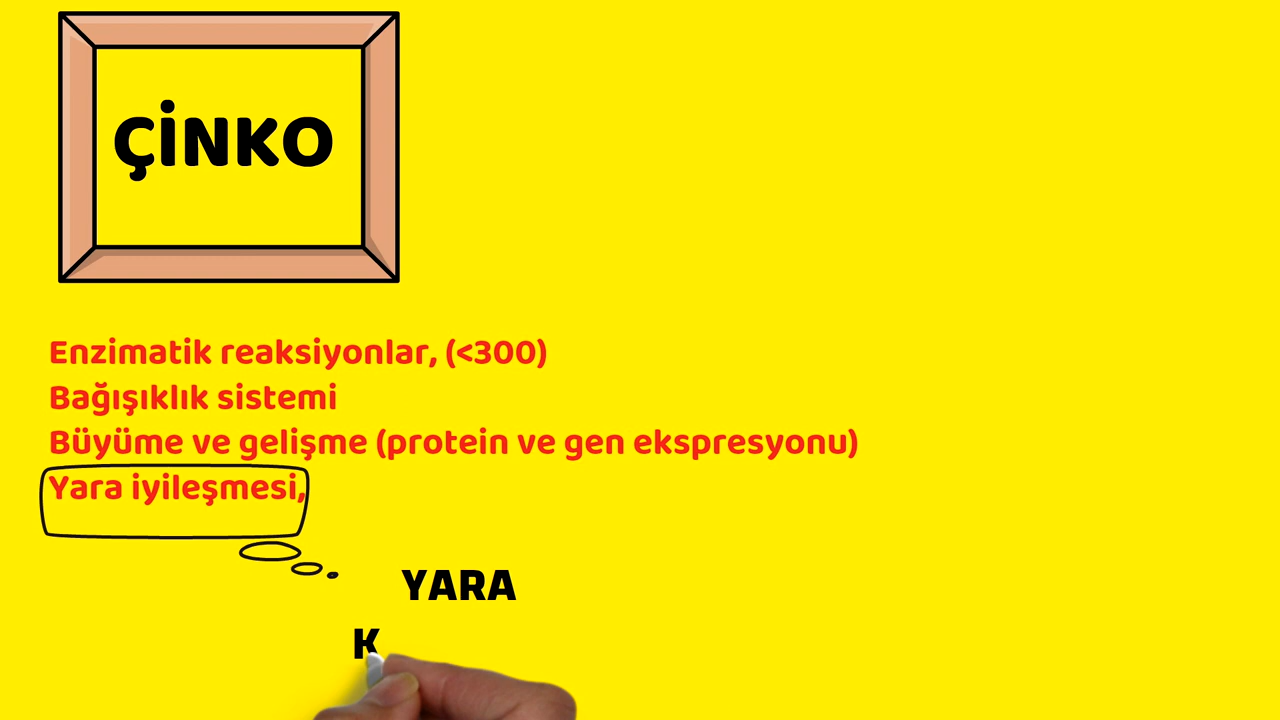 ÇİNKO
Enzimatik reaksiyonlar, (<300)
Bağışıklık sistemi
Büyüme ve gelişme (protein ve gen ekspresyonu)
Yara iyileşmesi,
YARA
K